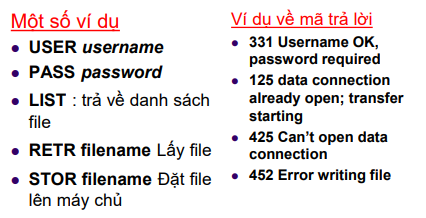 Một số ví dụ
• USER username
• PASS password
• LIST : trả về danh sách
file
• RETR filename Lấy file
• STOR filename Đặt file
lên máy chủ
Ví dụ về mã trả lời
• 331 Username OK,
password required
• 125 data connection
already open; transfer
starting
• 425 Can’t open data
connection
• 452 Error writing file